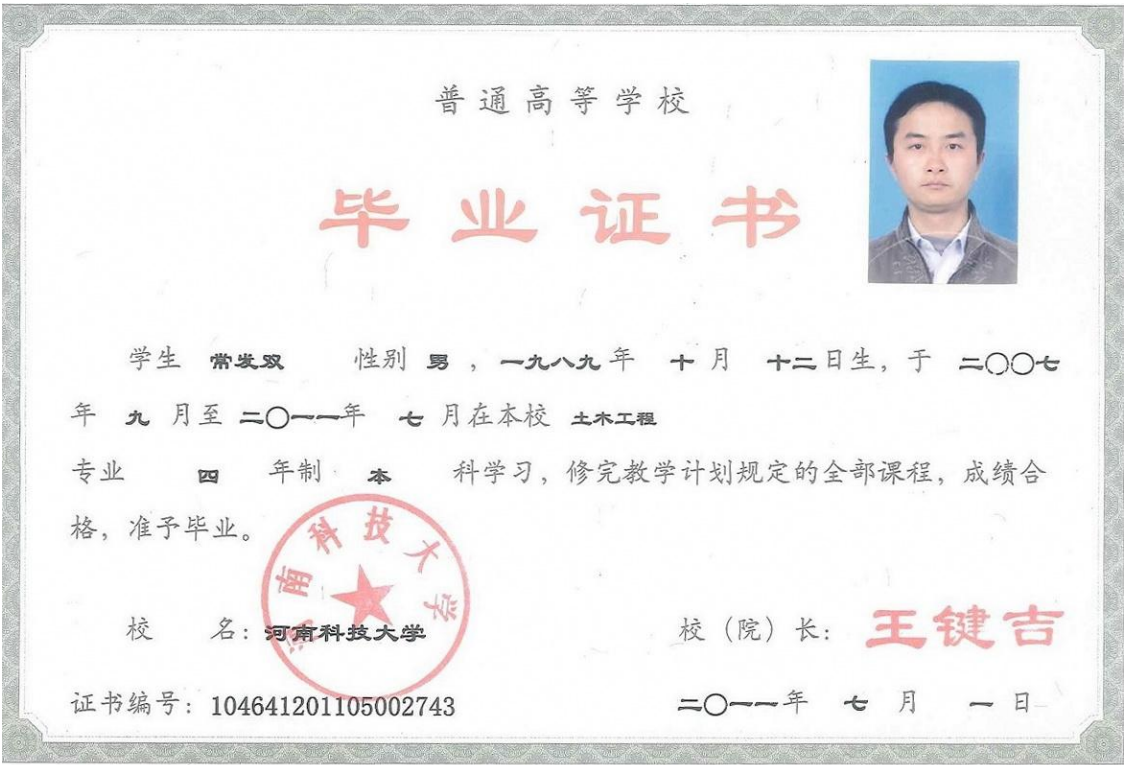 普通高等学校
毕业证书
学生 常发双 性别 男 ，一九八九年 十月 十二日生，于 二〇〇七
年 九 月至 二〇一一年 七 月在本校 土木工程
专业 四 年制 本 科学习，修完教学计划规定的全部课程，成绩合
格，准予毕业。
河南科技大学
校 名：河南科技大学 校（院）长：王键吉
证书编号：104641201105002743 二〇一一年 七 月 一 日